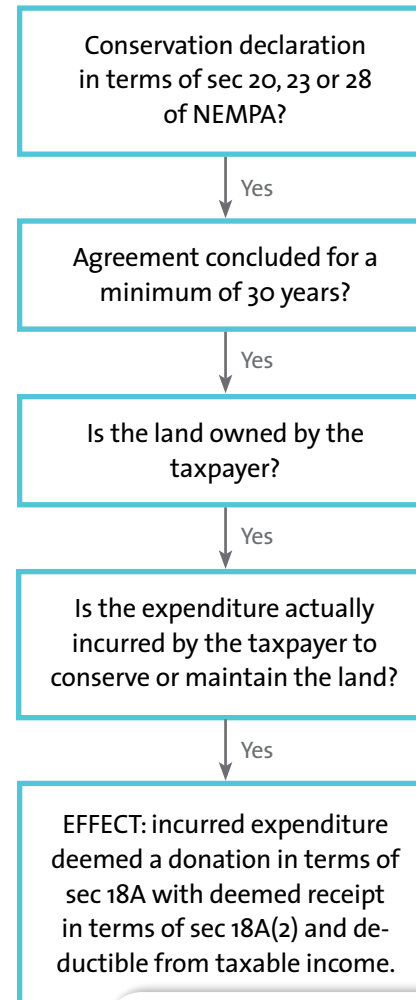 Conservation declaration
in terms of sec 20, 23 or 28
of NEMPA?
Yes
Agreement concluded for a
minimum of 30 years?
Yes
Is the land owned by the
taxpayer?
Yes
Is the expenditure actually
incurred by the taxpayer to
conserve or maintain the land?
Yes
EFFECT: incurred expenditure
deemed a donation in terms of
sec 18A with deemed receipt
in terms of sec 18A(2) and de-
ductible from taxable income.